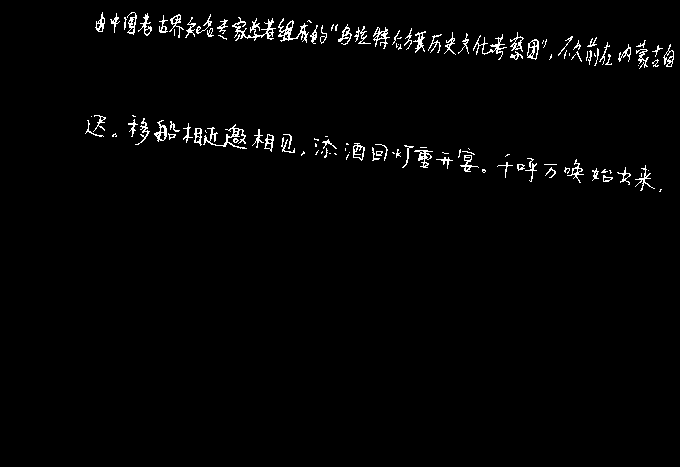 由中国考古界知名专家学者组成的“乌拉特右旗历史文化考察团”，不久前在内蒙古自
迟。移船相近邀相见，添酒回灯重开宴。千呼万唤始出来，